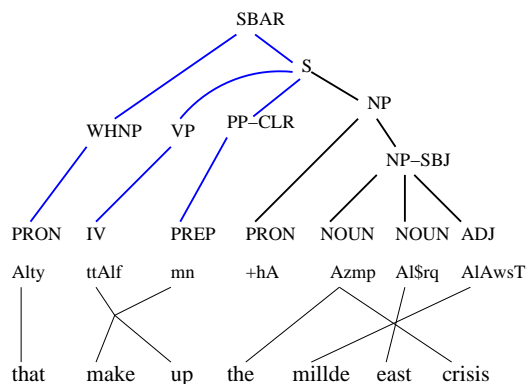 SBAR
S
NP
WHNP VP PP–CLR
NP–SBJ
PRON IV PREP PRON NOUN NOUN ADJ
Alty ttAlf mn +hA Azmp Al$rq AlAwsT
that make up the millde east crisis